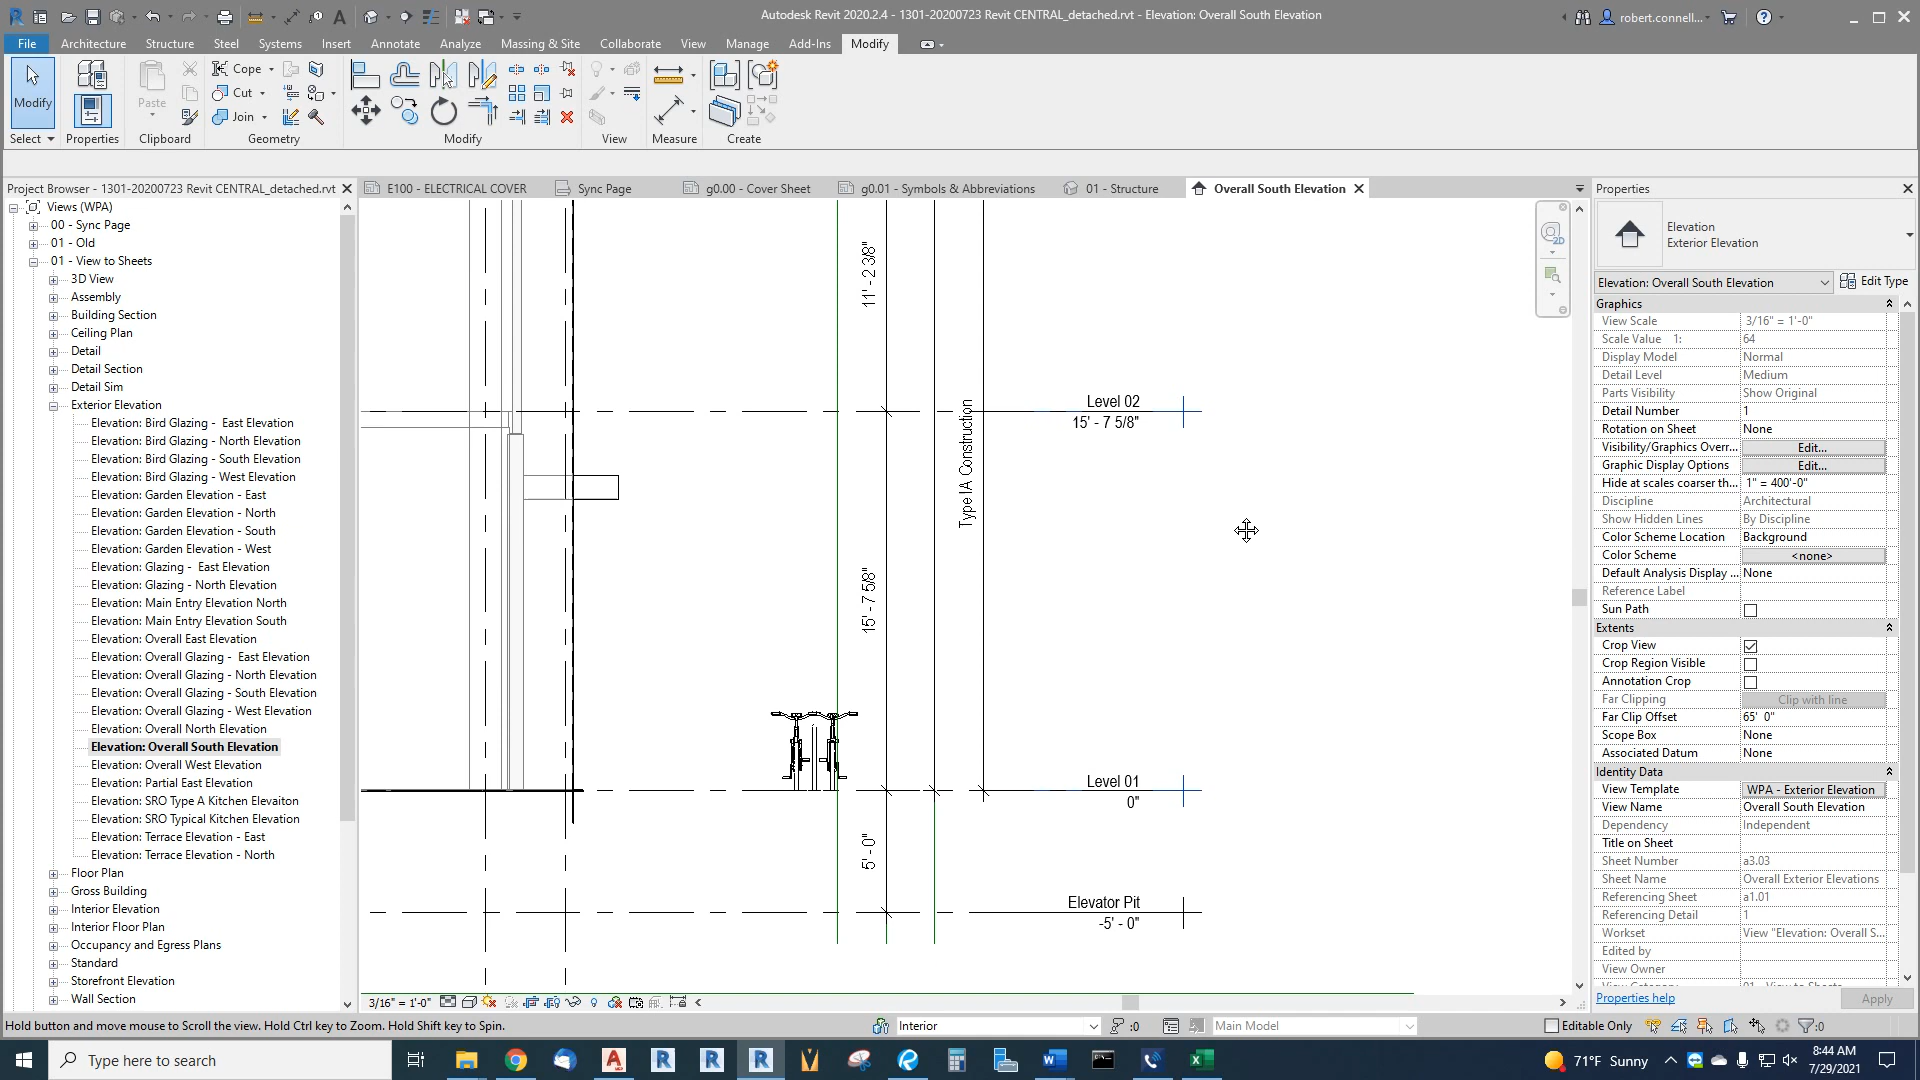 Autodesk Revit 2020.2.4 - 1301-20200723 Revit CENTRAL_detached.rvt - Elevation: Overall South Elevation
robert.connell...
File Architecture Structure Steel Systems Insert Annotate Analyze Massing & Site Collaborate View Manage Add-Ins Modify
Modify
Paste
Cope
Cut
Join
Select Properties Clipboard Geometry Modify View Measure Create
Project Browser - 1301-20200723 Revit CENTRAL_detached.rvt
E100 - ELECTRICAL COVER Sync Page g0.00 - Cover Sheet g0.01 - Symbols & Abbreviations 01 - Structure Overall South Elevation
Views (WPA)
00 - Sync Page
01 - Old
01 - View to Sheets
3D View
Assembly
Building Section
Ceiling Plan
Detail
Detail Section
Detail Sim
Exterior Elevation
Elevation: Bird Glazing - East Elevation
Elevation: Bird Glazing - North Elevation
Elevation: Bird Glazing - South Elevation
Elevation: Bird Glazing - West Elevation
Elevation: Garden Elevation - East
Elevation: Garden Elevation - North
Elevation: Garden Elevation - South
Elevation: Garden Elevation - West
Elevation: Glazing - East Elevation
Elevation: Glazing - North Elevation
Elevation: Main Entry Elevation North
Elevation: Main Entry Elevation South
Elevation: Overall East Elevation
Elevation: Overall Glazing - East Elevation
Elevation: Overall Glazing - North Elevation
Elevation: Overall Glazing - South Elevation
Elevation: Overall Glazing - West Elevation
Elevation: Overall North Elevation
Elevation: Overall South Elevation
Elevation: Overall West Elevation
Elevation: Partial East Elevation
Elevation: SRO Type A Kitchen Elevaiton
Elevation: SRO Typical Kitchen Elevation
Elevation: Terrace Elevation - East
Elevation: Terrace Elevation - North
Floor Plan
Gross Building
Interior Elevation
Interior Floor Plan
Occupancy and Egress Plans
Standard
Storefront Elevation
Wall Section
11' - 2 3/8"
Type IA Construction
Level 02
15' - 7 5/8"
15' - 7 5/8"
Level 01
0"
5' - 0"
Elevator Pit
-5' - 0"
2D
Properties
Elevation
Exterior Elevation
Elevation: Overall South Elevation Edit Type
Graphics
View Scale 3/16" = 1'-0"
Scale Value 1: 64
Display Model Normal
Detail Level Medium
Parts Visibility Show Original
Detail Number 1
Rotation on Sheet None
Visibility/Graphics Overr... Edit...
Graphic Display Options Edit...
Hide at scales coarser th... 1" = 400'-0"
Discipline Architectural
Show Hidden Lines By Discipline
Color Scheme Location Background
Color Scheme <none>
Default Analysis Display ... None
Reference Label
Sun Path
Extents
Crop View
Crop Region Visible
Annotation Crop
Far Clipping Clip with line
Far Clip Offset 65' 0"
Scope Box None
Associated Datum None
Identity Data
View Template WPA - Exterior Elevation
View Name Overall South Elevation
Dependency Independent
Title on Sheet
Sheet Number a3.03
Sheet Name Overall Exterior Elevations
Referencing Sheet a1.01
Referencing Detail 1
Workset View "Elevation: Overall S...
Edited by
View Owner
Properties help Apply
3/16" = 1'-0"
Hold button and move mouse to Scroll the view. Hold Ctrl key to Zoom. Hold Shift key to Spin.
Interior :0 Main Model Editable Only :0
Type here to search
71°F Sunny
8:44 AM
7/29/2021